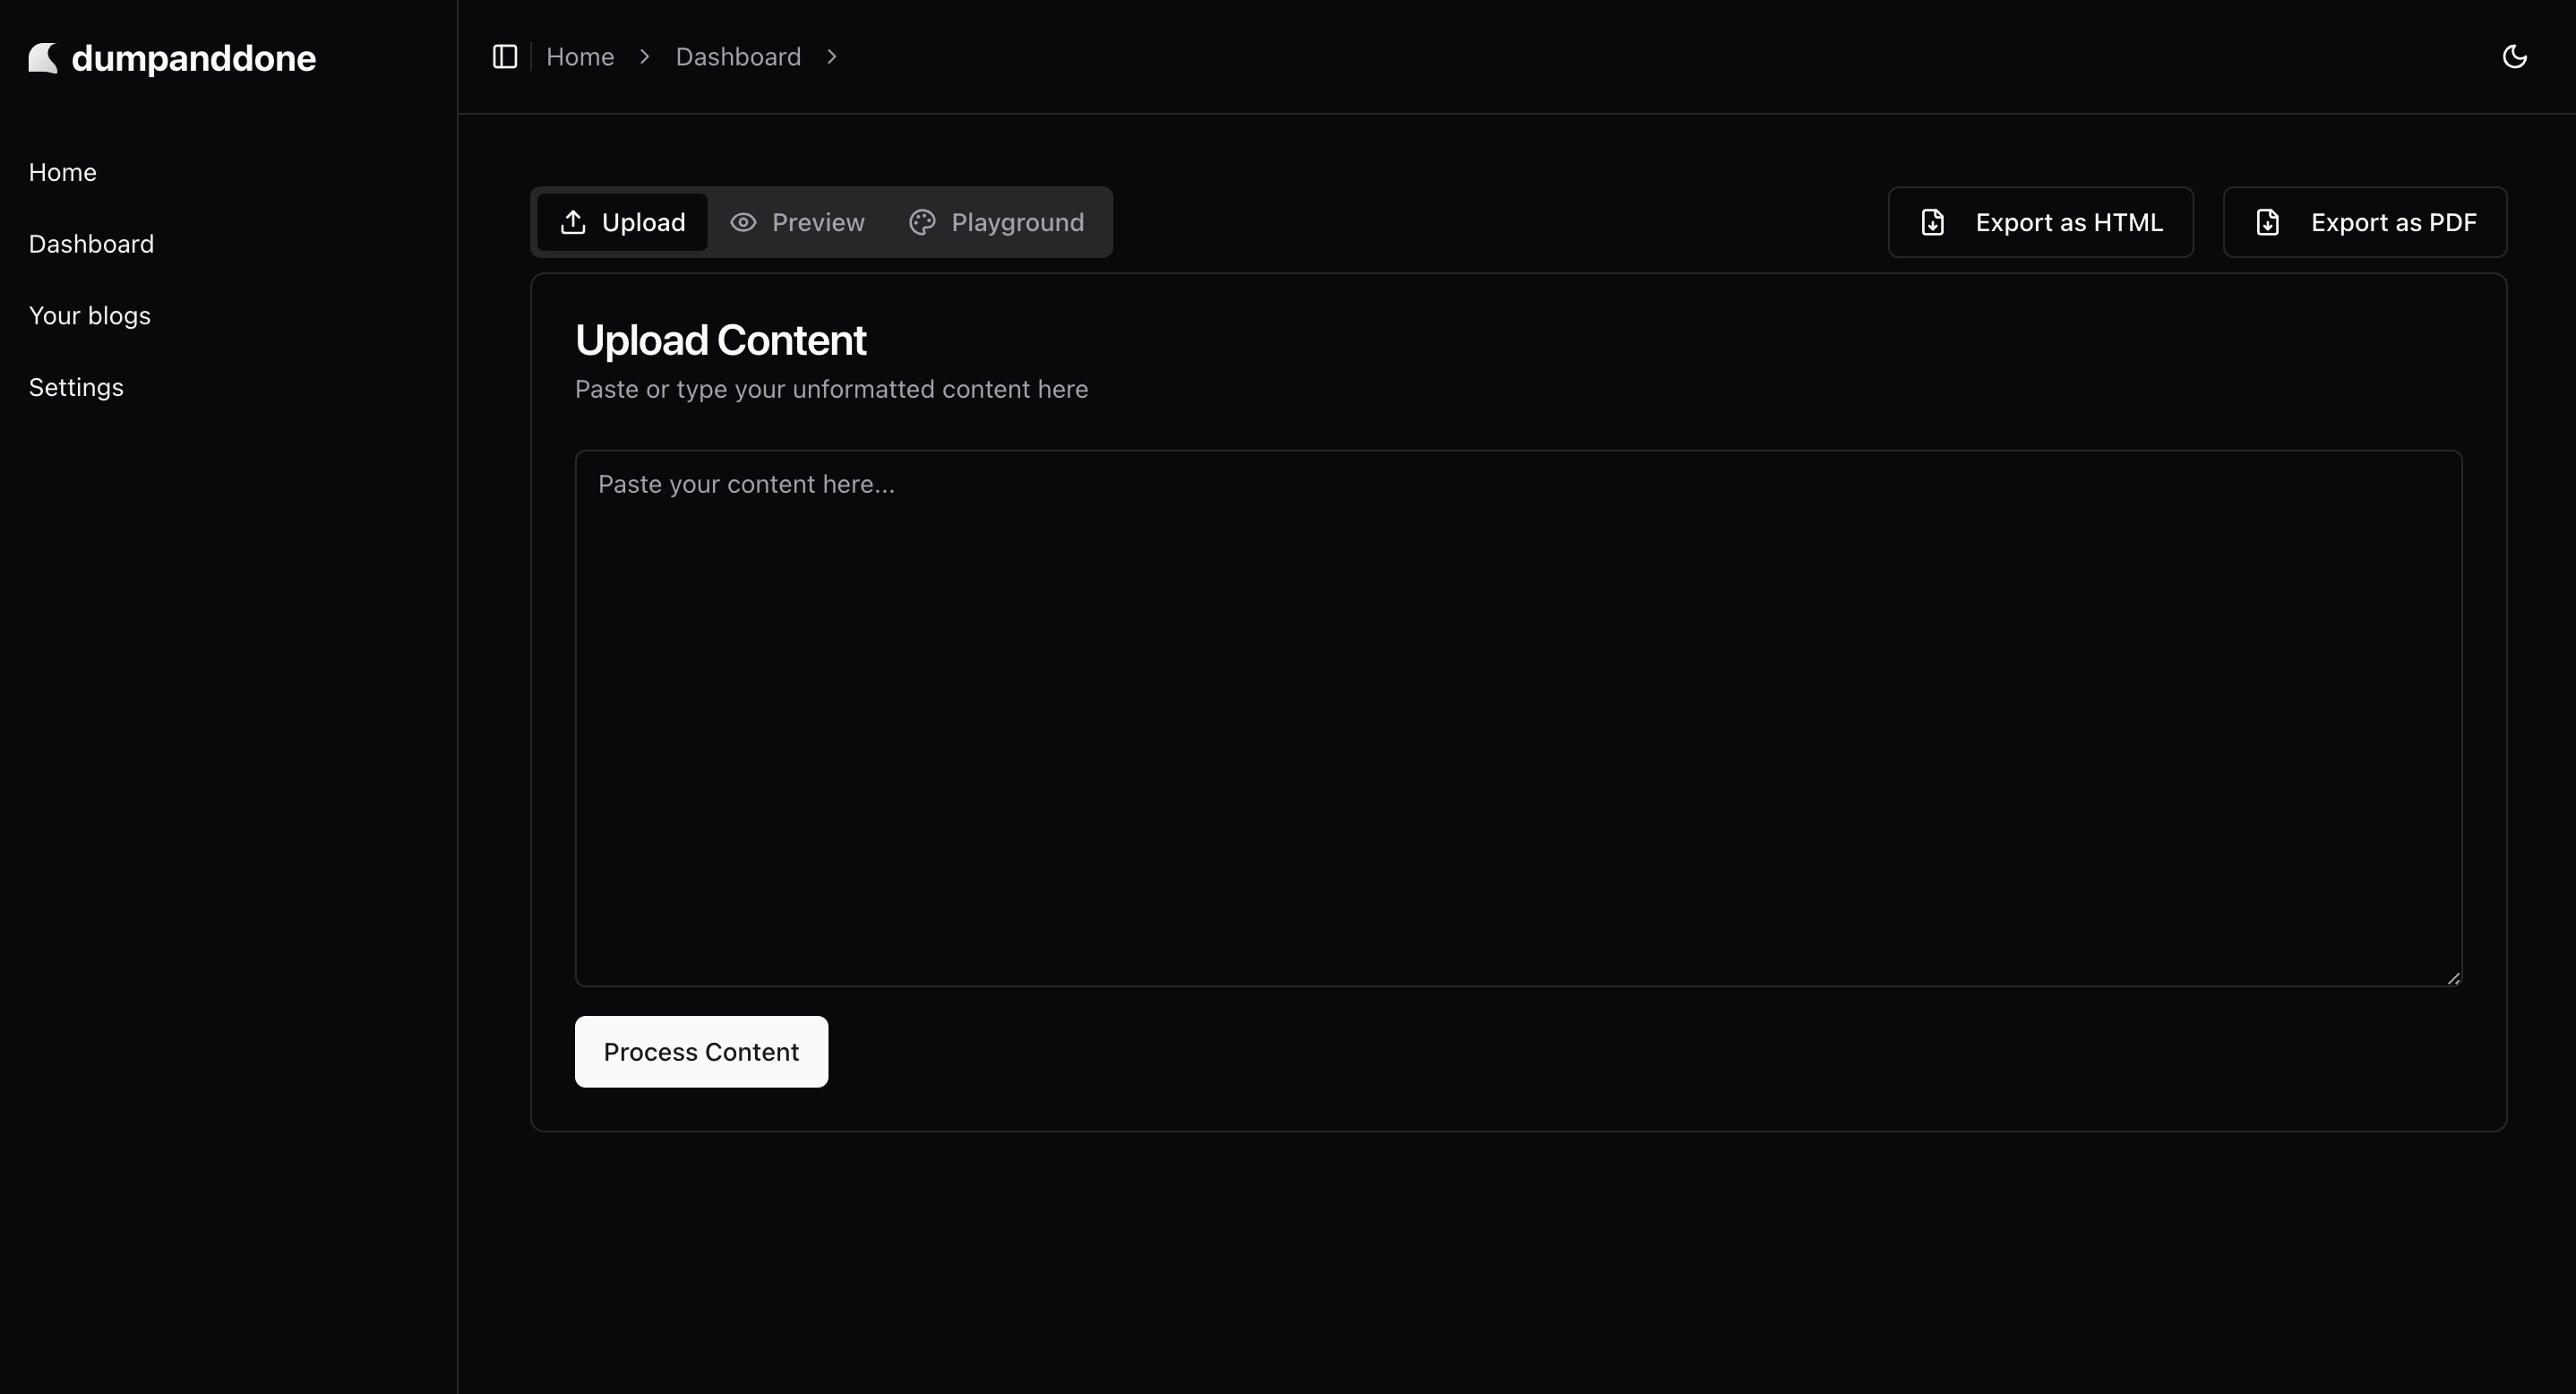 dumpanddone
Home
Dashboard
Your blogs
Settings
Home > Dashboard >
Upload Preview Playground
Export as HTML Export as PDF
Upload Content
Paste or type your unformatted content here
Paste your content here...
Process Content